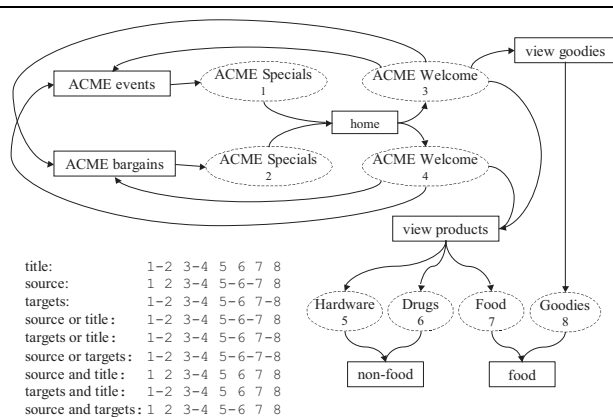 ACME Specials
1
ACME Welcome
3
view goodies
ACME events
home
ACME bargains
ACME Specials
2
ACME Welcome
4
view products
Hardware
5
Drugs
6
Food
7
Goodies
8
non-food
food
title: 1-2 3-4 5 6 7 8
source: 1 2 3-4 5-6-7 8
targets: 1-2 3-4 5-6 7-8
source or title: 1-2 3-4 5-6-7 8
targets or title: 1-2 3-4 5-6 7-8
source or targets: 1-2 3-4 5-6-7-8
source and title: 1 2 3-4 5 6 7 8
targets and title: 1-2 3-4 5 6 7 8
source and targets: 1 2 3-4 5-6 7 8